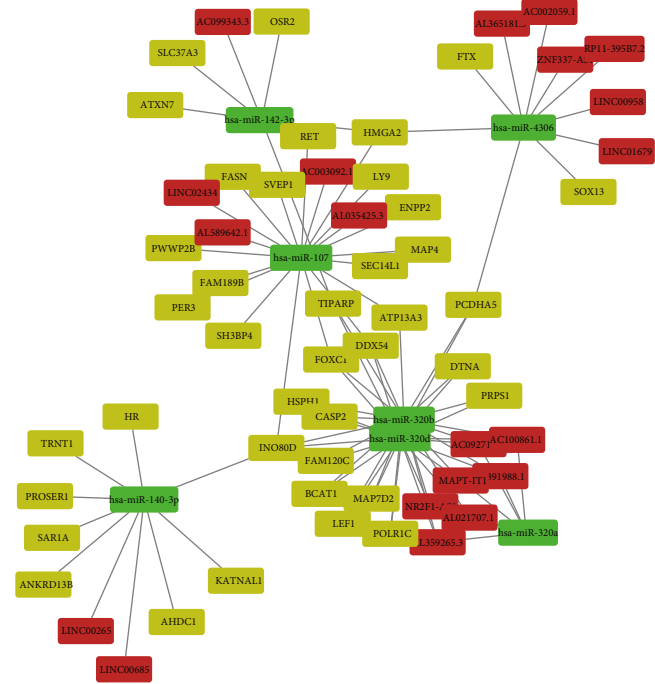 AC099343.3
OSR2
SLC37A3
ATXN7
hsa-miR-142-3p
RET
HMGA2
AC002059.1
RP11-395B7.2
FTX
LINC00958
hsa-miR-4306
LINC01679
SOX13
FASN
SVEP1
AC003092.1
LY9
LINC02434
ENPP2
AL035425.3
AL589642.1
PWWP2B
MAP4
hsa-miR-107
SEC14L1
FAM189B
PER3
SH3BP4
TIPARP
ATP13A3
PCDHA5
DDX54
FOXC1
DTNA
PRPS1
HSPH1
CASP2
hsa-miR-320b
hsa-miR-320d
AC100861.1
INO80D
FAM120C
MAPT-IT1
BCAT1
MAP7D2
LEF1
POLR1C
AL021707.1
hsa-miR-320a
HR
TRNT1
PROSER1
hsa-miR-140-3p
SAR1A
ANKRD13B
KATNAL1
AHDC1
LINC00265
LINC00685